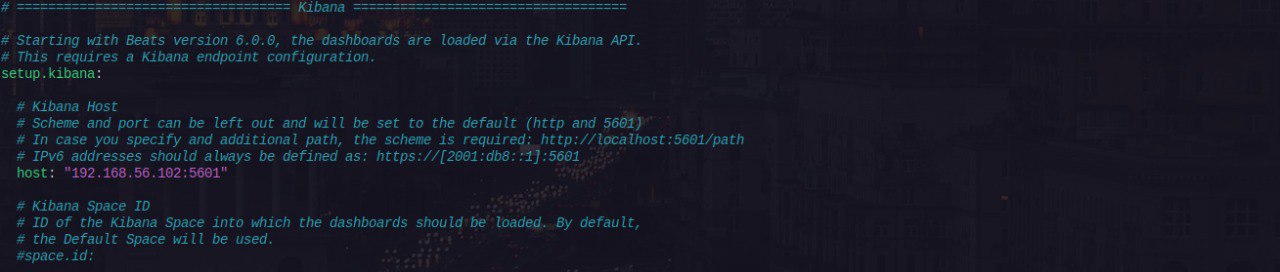 # =================================== Kibana ===================================
# Starting with Beats version 6.0.0, the dashboards are loaded via the Kibana API.
# This requires a Kibana endpoint configuration.
setup.kibana:
# Kibana Host
# Scheme and port can be left out and will be set to the default (http and 5601)
# In case you specify and additional path, the scheme is required: http://localhost:5601/path
# IPv6 addresses should always be defined as: https://[2001:db8::1]:5601
host: "192.168.56.102:5601"
# Kibana Space ID
# ID of the Kibana Space into which the dashboards should be loaded. By default,
# the Default Space will be used.
#space.id: